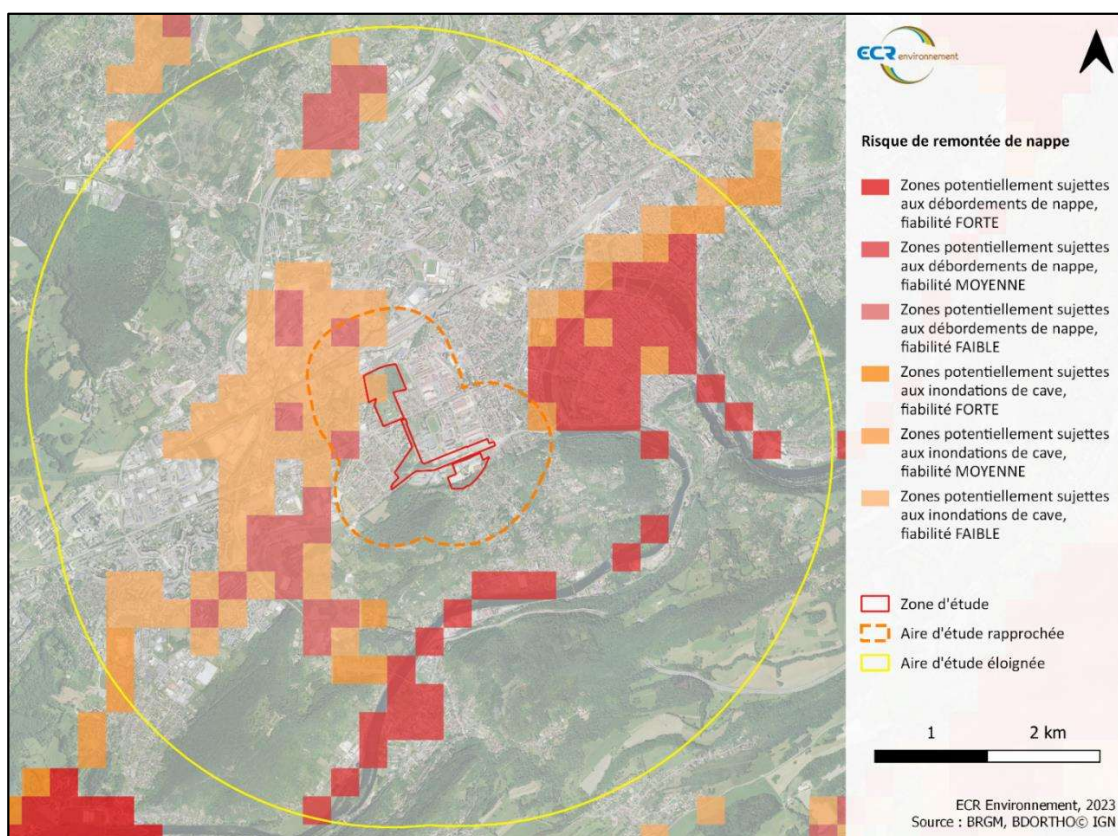 ECR environnement
Risque de remontée de nappe
Zones potentiellement sujettes
aux débordements de nappe,
fiabilité FORTE
Zones potentiellement sujettes
aux débordements de nappe,
fiabilité MOYENNE
Zones potentiellement sujettes
aux débordements de nappe,
fiabilité FAIBLE
Zones potentiellement sujettes
aux inondations de cave,
fiabilité FORTE
Zones potentiellement sujettes
aux inondations de cave,
fiabilité MOYENNE
Zones potentiellement sujettes
aux inondations de cave,
fiabilité FAIBLE
Zone d'étude
Aire d'étude rapprochée
Aire d'étude éloignée
1 2 km
ECR Environnement, 2023
Source : BRGM, BDORTHO© IGN